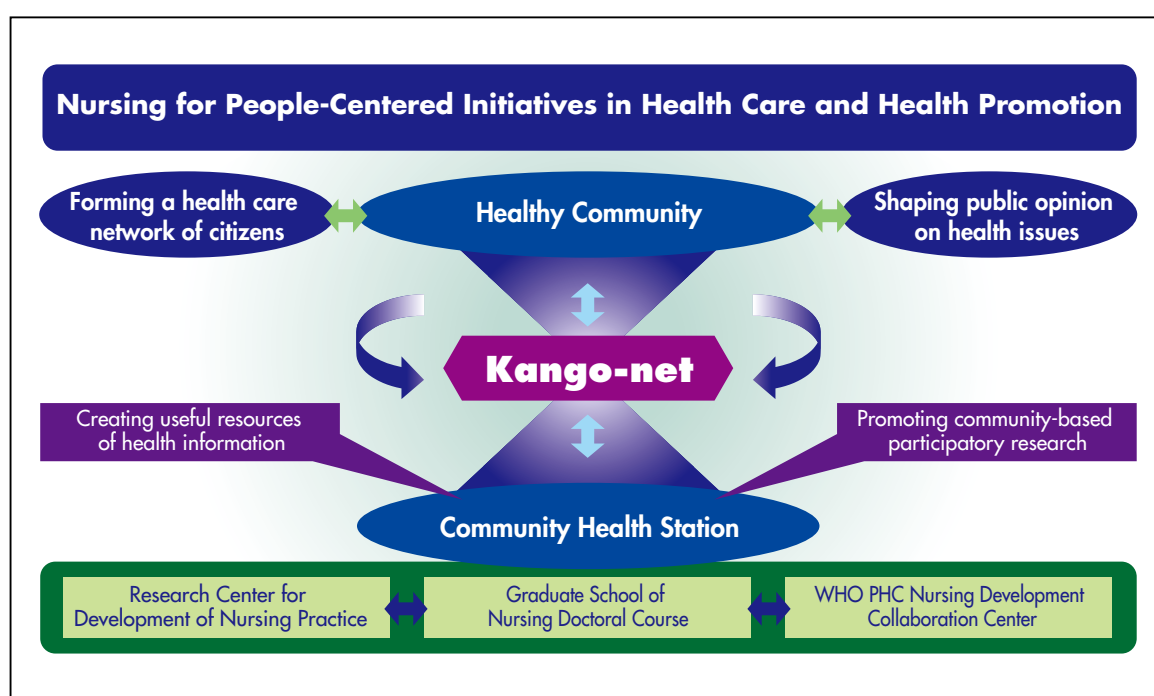 Nursing for People-Centered Initiatives in Health Care and Health Promotion
Forming a health care
network of citizens
Healthy Community
Shaping public opinion
on health issues
Kango-net
Creating useful resources
of health information
Promoting community-based
participatory research
Community Health Station
Research Center for
Development of Nursing Practice
Graduate School of
Nursing Doctoral Course
WHO PHC Nursing Development
Collaboration Center